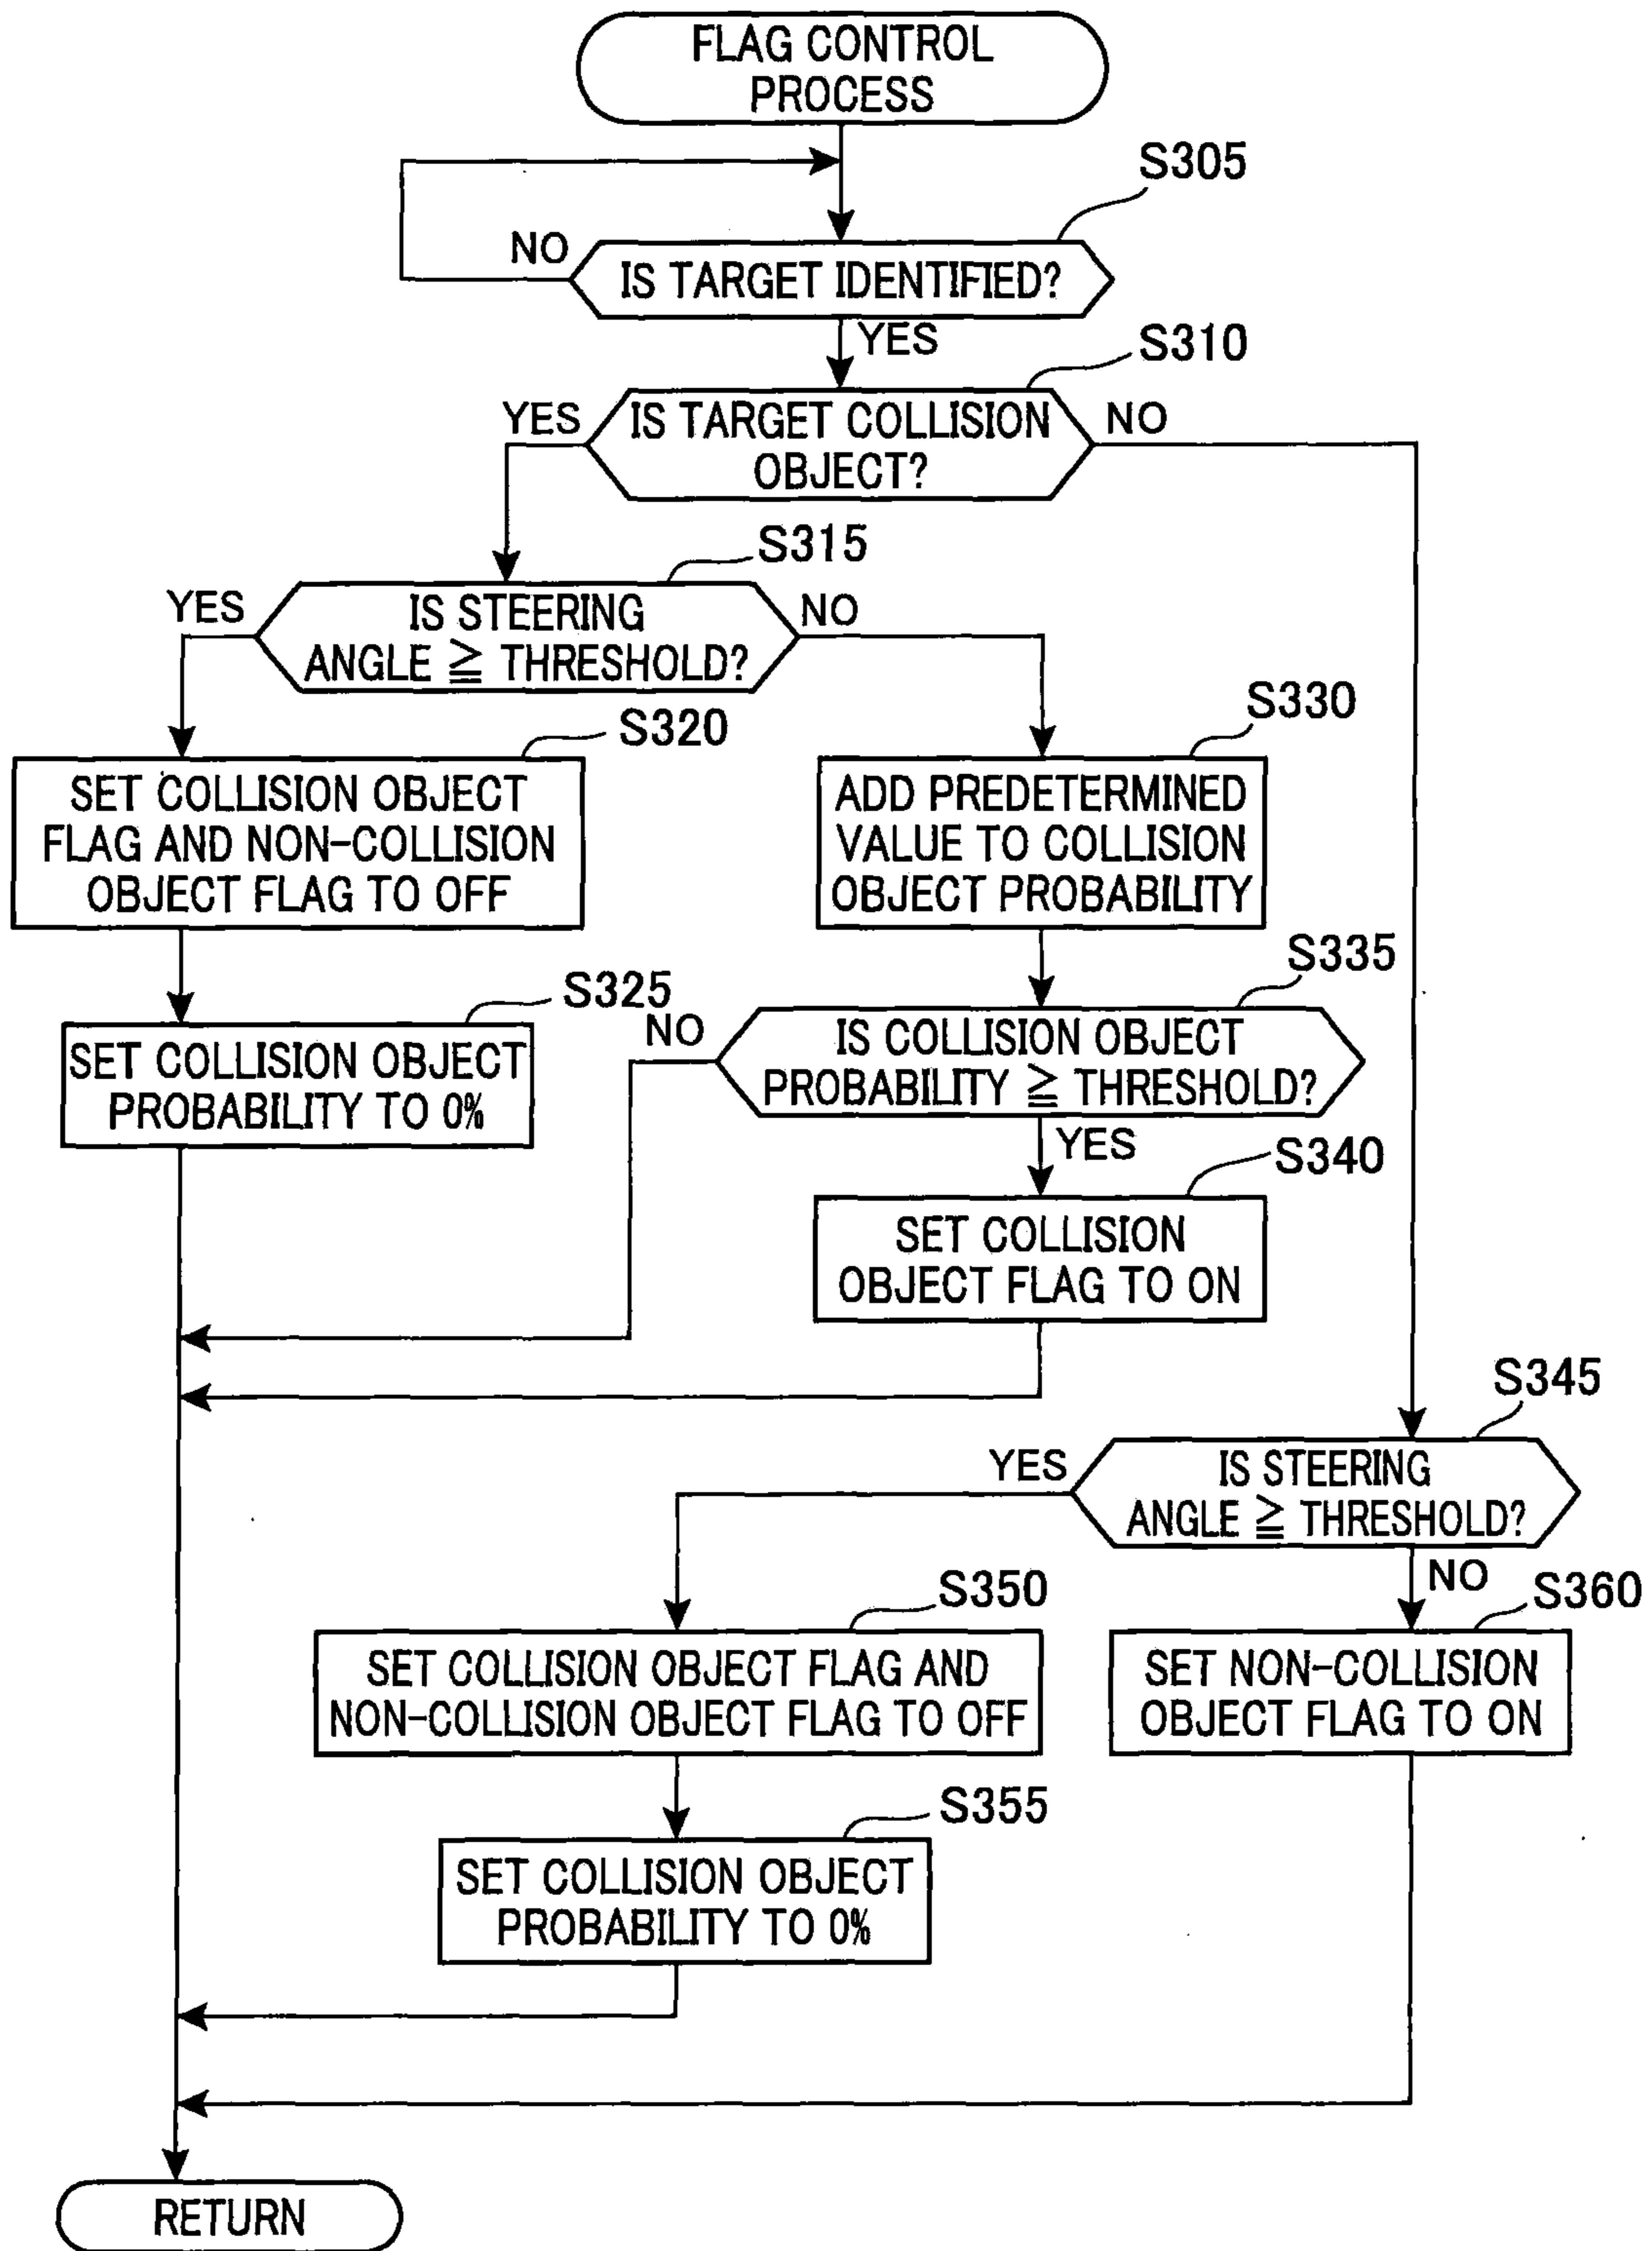 FLAG CONTROL
PROCESS
S305
NO
IS TARGET IDENTIFIED?
YES
S310
YES
IS TARGET COLLISION
OBJECT?
NO
S315
YES
IS STEERING
ANGLE ≧ THRESHOLD?
NO
S320
SET COLLISION OBJECT
FLAG AND NON-COLLISION
OBJECT FLAG TO OFF
S330
ADD PREDETERMINED
VALUE TO COLLISION
OBJECT PROBABILITY
S325
SET COLLISION OBJECT
PROBABILITY TO 0%
S335
NO
IS COLLISION OBJECT
PROBABILITY ≧ THRESHOLD?
YES
S340
SET COLLISION
OBJECT FLAG TO ON
S345
YES
IS STEERING
ANGLE ≧ THRESHOLD?
NO
S350
SET COLLISION OBJECT FLAG AND
NON-COLLISION OBJECT FLAG TO OFF
S360
SET NON-COLLISION
OBJECT FLAG TO ON
S355
SET COLLISION OBJECT
PROBABILITY TO 0%
RETURN